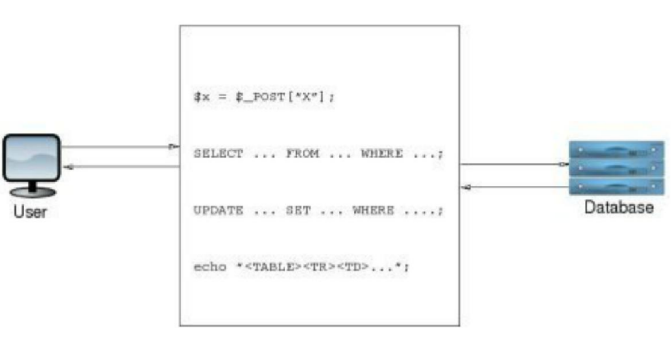 $x = $_POST["X"];
SELECT ... FROM ... WHERE ...;
User
UPDATE ... SET ... WHERE ....;
Database
echo "<TABLE><TR><TD>...";